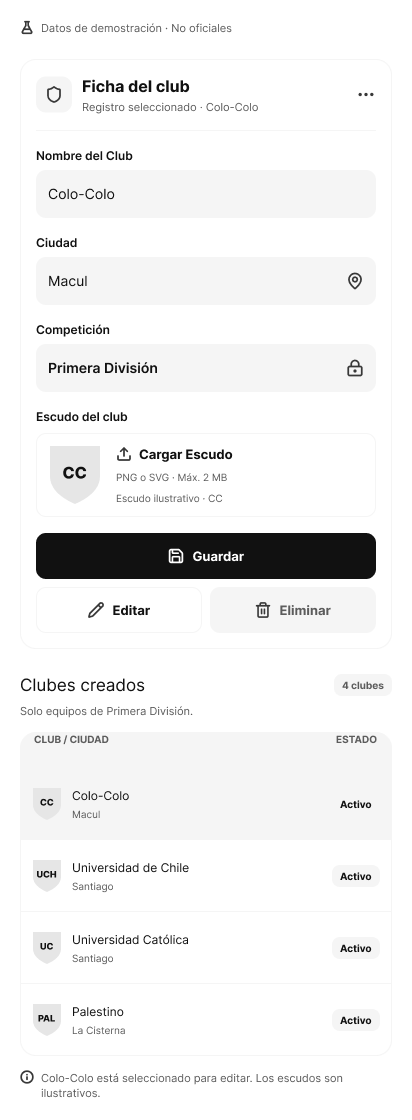 Datos de demostración · No oficiales
Ficha del club
Registro seleccionado · Colo-Colo
Nombre del Club
Colo-Colo
Ciudad
Macul
Competición
Primera División
Escudo del club
CC
Cargar Escudo
PNG o SVG · Máx. 2 MB
Escudo ilustrativo · CC
Guardar
Editar
Eliminar
Clubes creados
4 clubes
Solo equipos de Primera División.
CLUB / CIUDAD
ESTADO
CC
Colo-Colo
Macul
Activo
UCH
Universidad de Chile
Santiago
Activo
UC
Universidad Católica
Santiago
Activo
PAL
Palestino
La Cisterna
Activo
Colo-Colo está seleccionado para editar. Los escudos son
ilustrativos.